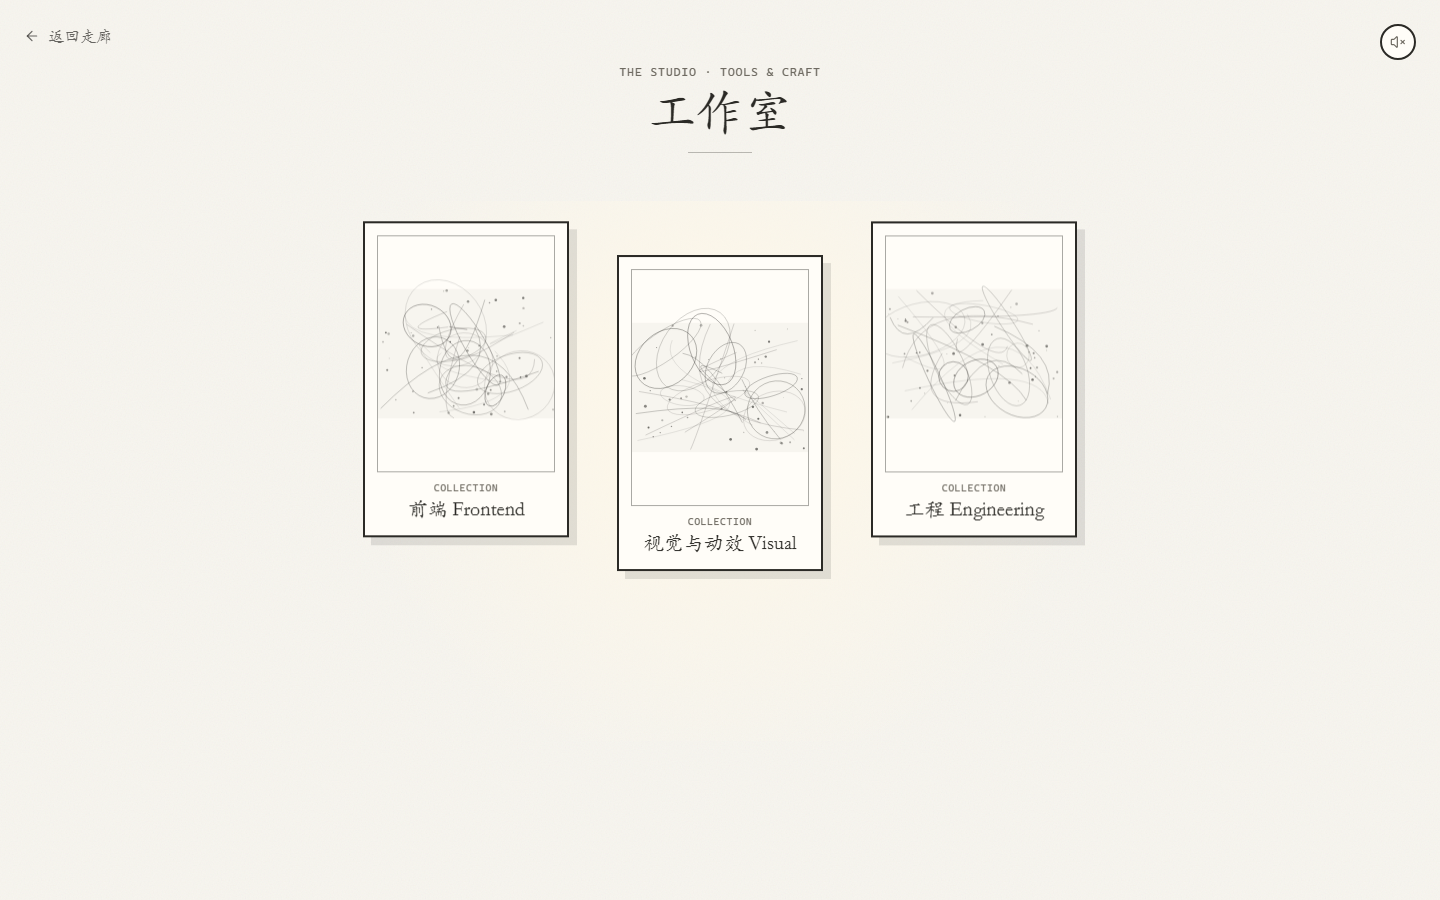 ← 返回走廊
THE STUDIO · TOOLS & CRAFT
工作室
COLLECTION
前端 Frontend
COLLECTION
视觉与动效 Visual
COLLECTION
工程 Engineering